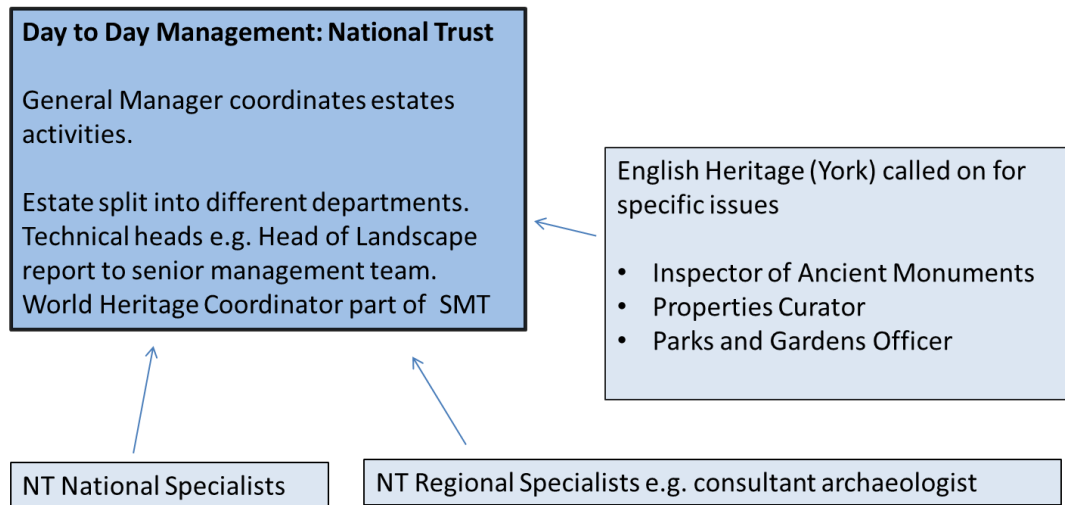 Day to Day Management: National Trust
General Manager coordinates estates
activities.
Estate split into different departments.
Technical heads e.g. Head of Landscape
report to senior management team.
World Heritage Coordinator part of  SMT
English Heritage (York) called on for
specific issues
• Inspector of Ancient Monuments
• Properties Curator
• Parks and Gardens Officer
NT National Specialists
NT Regional Specialists e.g. consultant archaeologist